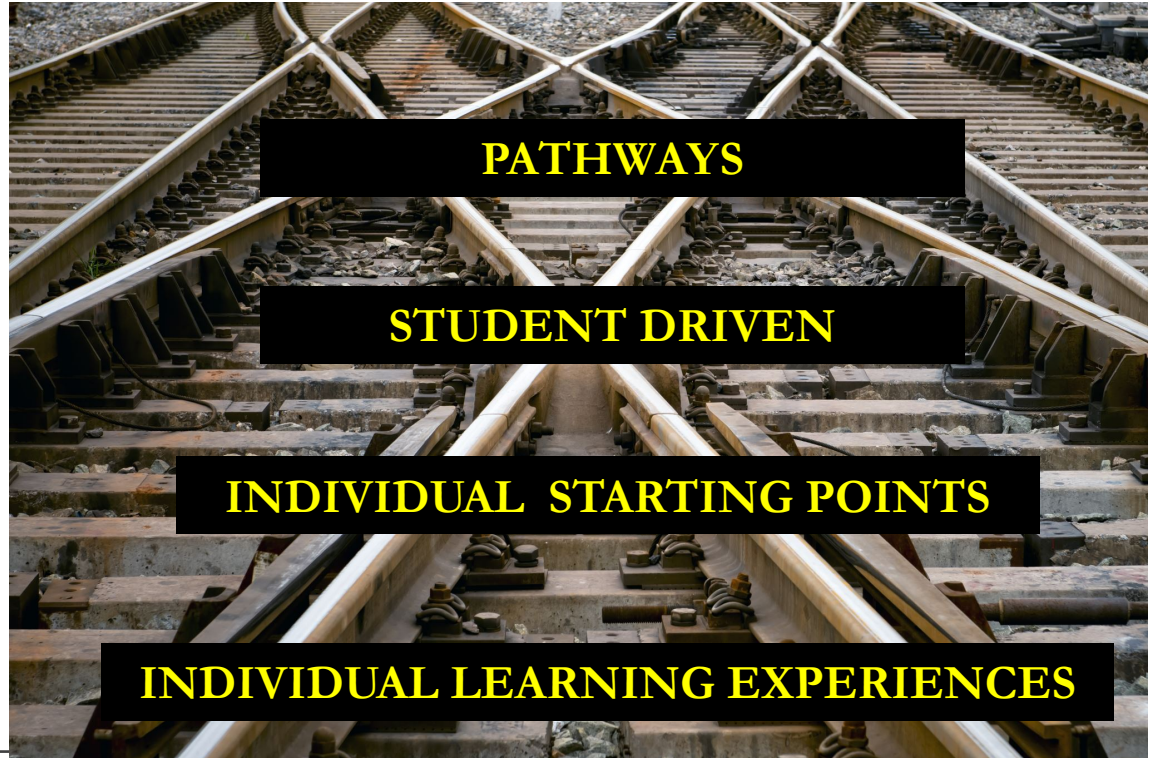 PATHWAYS
STUDENT DRIVEN
INDIVIDUAL  STARTING POINTS
INDIVIDUAL LEARNING EXPERIENCES